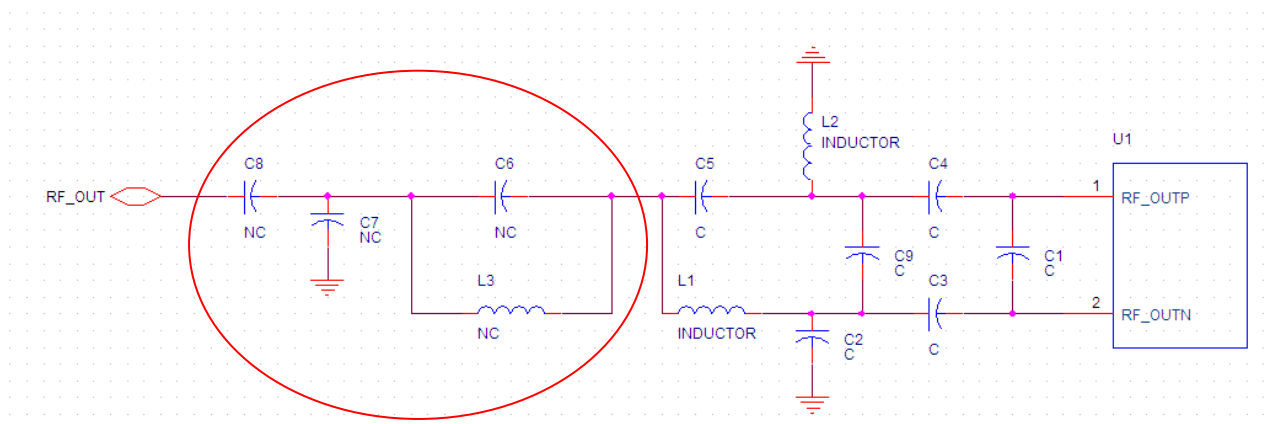 L2
INDUCTOR
U1
C8
C6
C5
C4
RF_OUT
1
RF_OUTP
C7
NC
NC
NC
C
C
C9
C
C1
C
L3
L1
C3
2
RF_OUTN
NC
INDUCTOR
C2
C
C